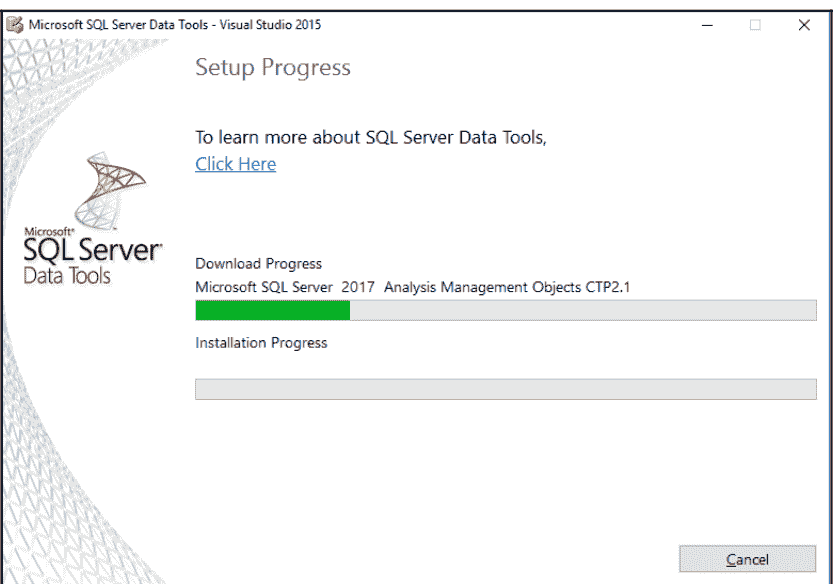 Microsoft SQL Server Data Tools - Visual Studio 2015
Setup Progress
To learn more about SQL Server Data Tools,
Click Here
Microsoft®
SQL Server
Data Tools
Download Progress
Microsoft SQL Server  2017  Analysis Management Objects CTP2.1
Installation Progress
Cancel